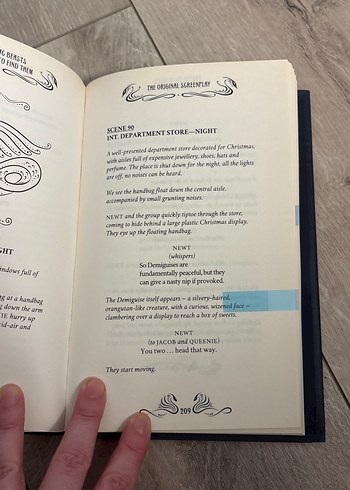 NG BEASTS
TO FIND THEM
GHT
indows full of
ng at a handbag
down the arm
IE hurry up
id-air and
THE ORIGINAL SCREENPLAY
SCENE 90
INT. DEPARTMENT STORE—NIGHT
A well-presented department store decorated for Christmas,
with aisles full of expensive jewellery, shoes, hats and
perfume. The place is shut down for the night, all the lights
are off, no noises can be heard.
We see the handbag float down the central aisle,
accompanied by small grunting noises.
NEWT and the group quickly tiptoe through the store,
coming to hide behind a large plastic Christmas display.
They eye up the floating handbag.
NEWT
(whispers)
So Demiguises are
fundamentally peaceful, but they
can give a nasty nip if provoked.
The Demiguise itself appears – a silvery-haired,
orangutan-like creature, with a curious, wizened face –
clambering over a display to reach a box of sweets.
NEWT
(to JACOB and QUEENIE)
You two . . . head that way.
They start moving.
209